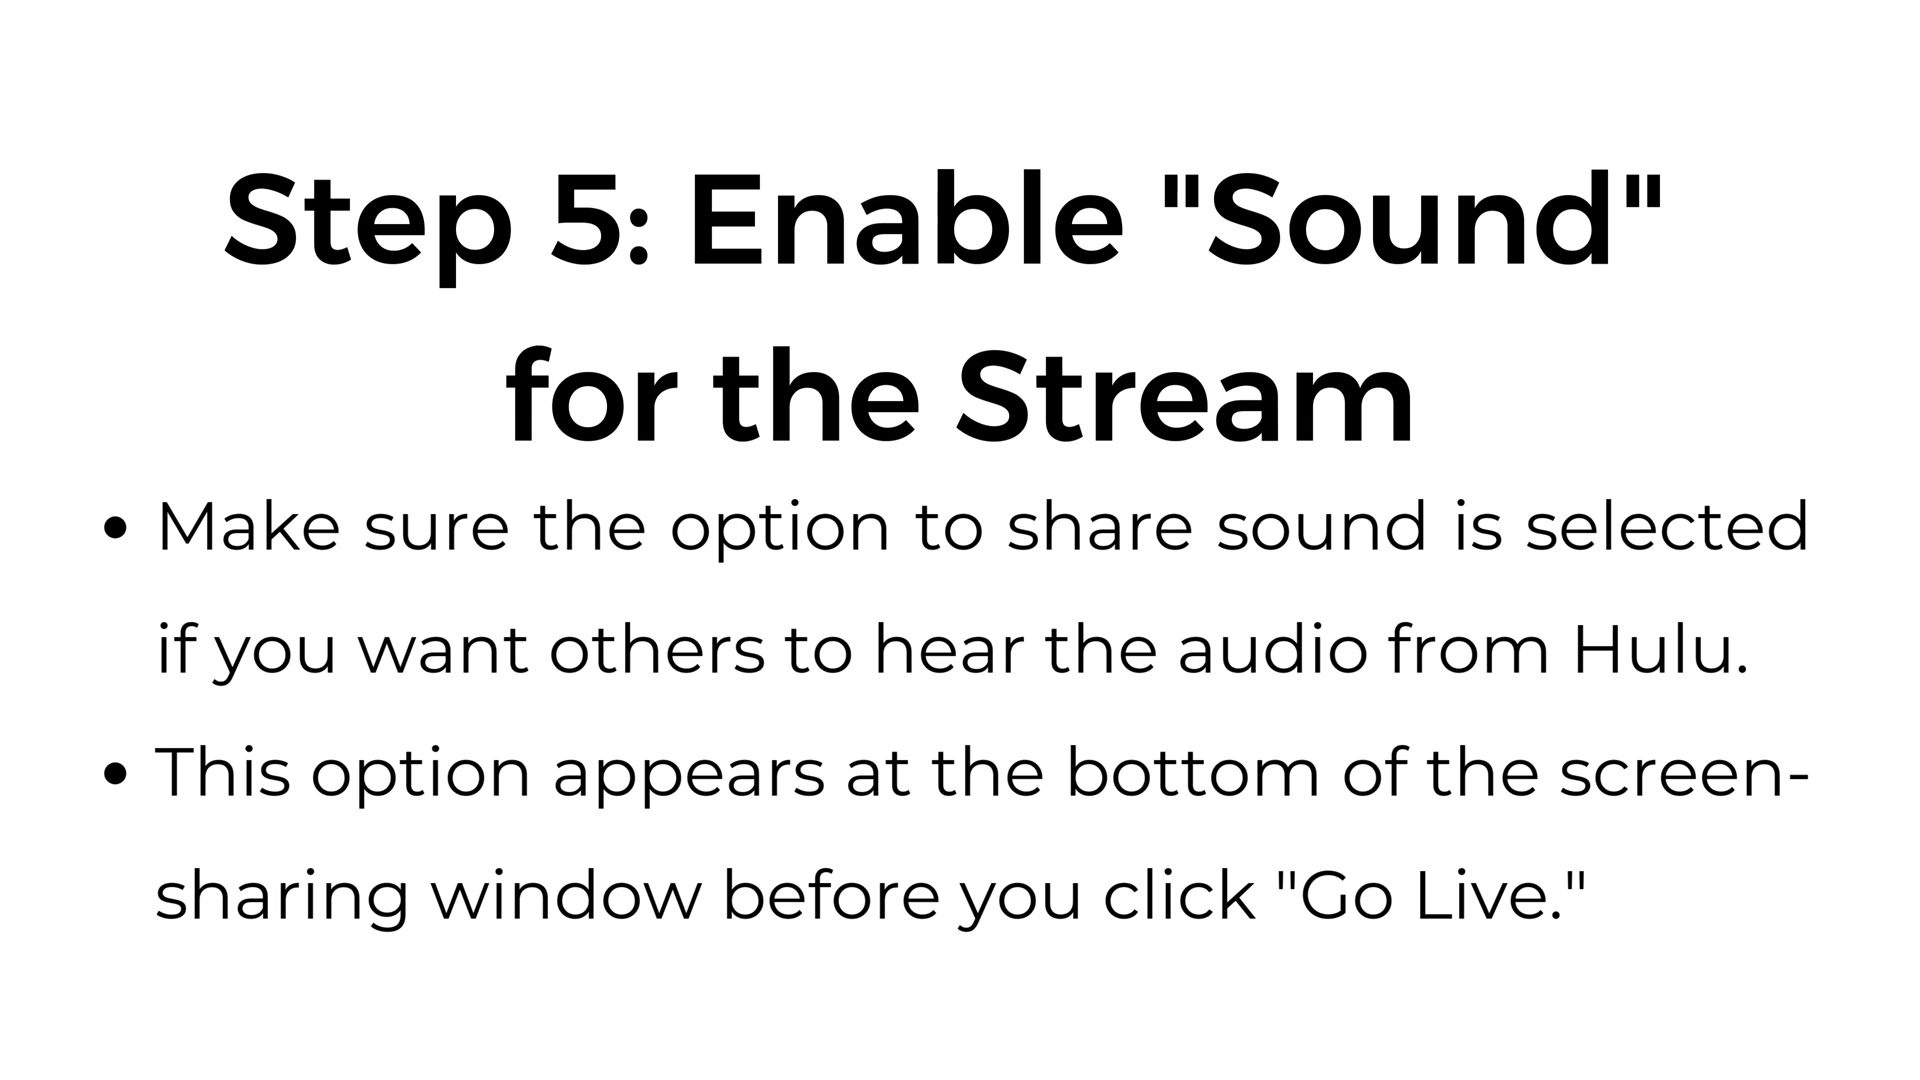 Step 5: Enable "Sound"
for the Stream
• Make sure the option to share sound is selected
if you want others to hear the audio from Hulu.
• This option appears at the bottom of the screen-
sharing window before you click "Go Live."